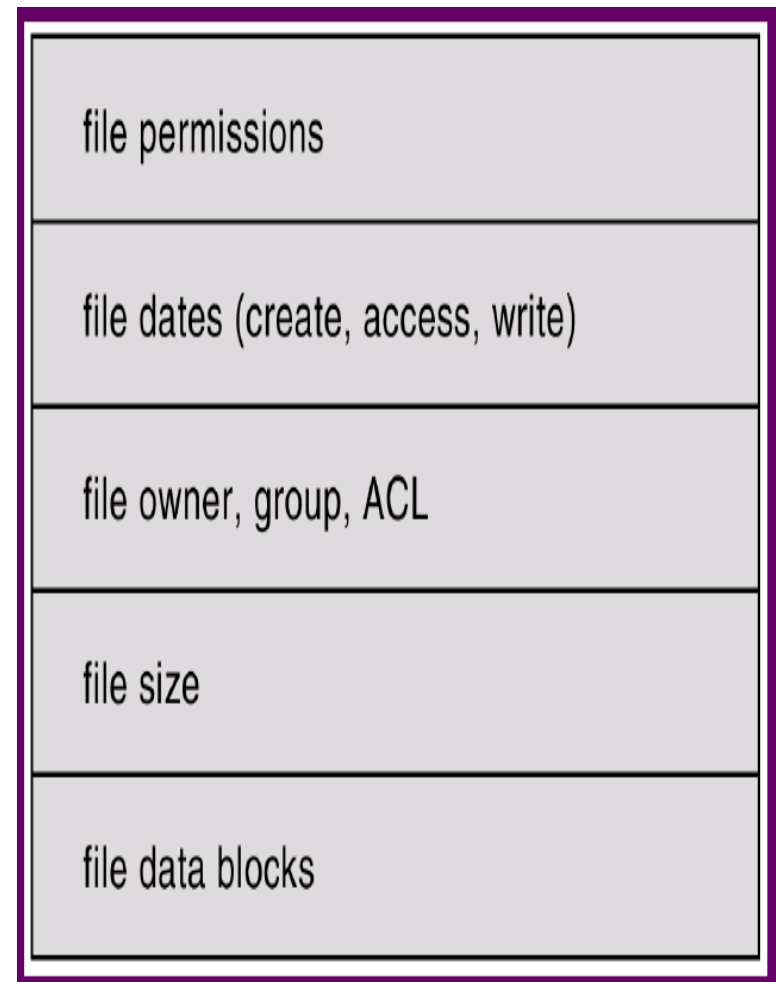 file permissions
file dates (create, access, write)
file owner, group, ACL
file size
file data blocks